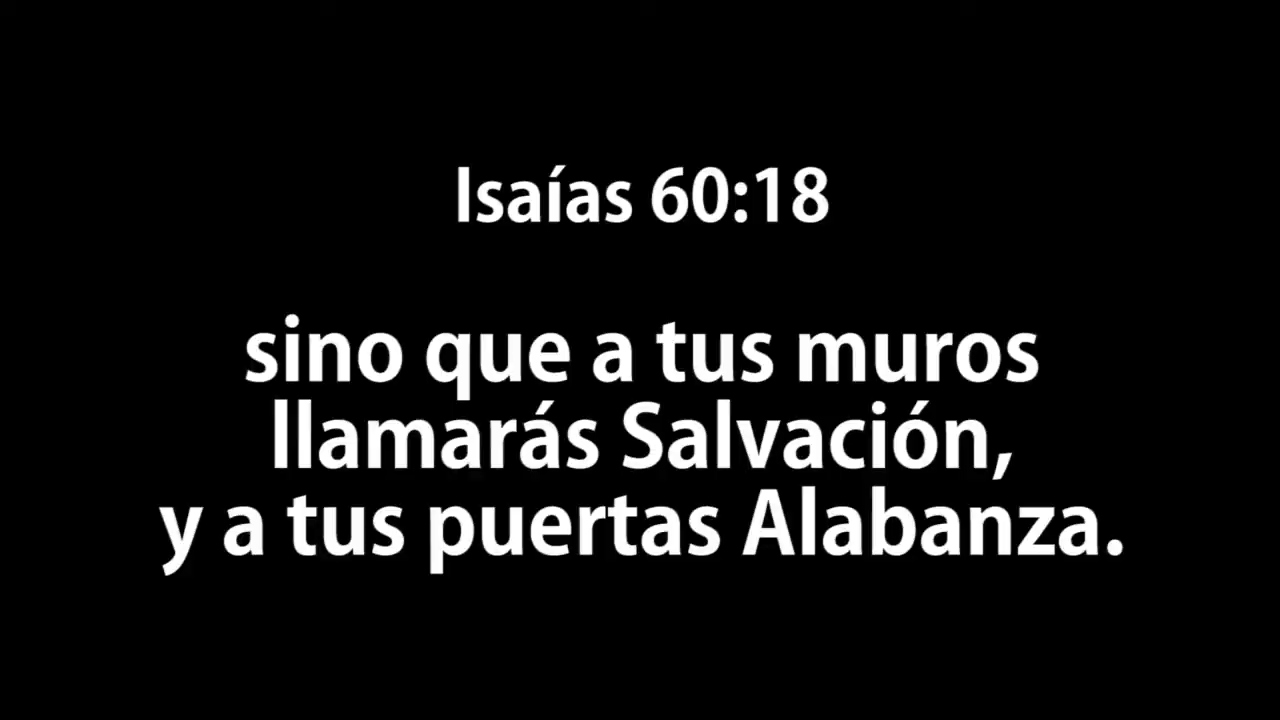 Isaías 60:18
sino que a tus muros
llamarás Salvación,
y a tus puertas Alabanza.